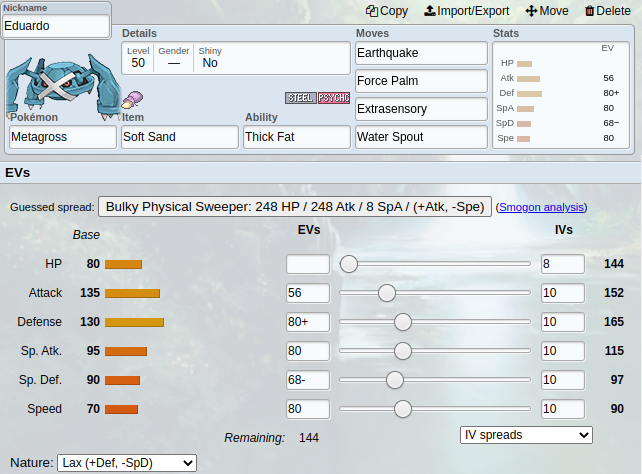 Nickname
Eduardo
Copy Import/Export Move Delete
Details
Level Gender Shiny
50 — No
STEEL PSYCHC
Pokémon Item Ability
Metagross Soft Sand Thick Fat
Moves
Earthquake
Force Palm
Extrasensory
Water Spout
Stats
EV
HP
Atk 56
Def 80+
SpA 80
SpD 68−
Spe 80
EVs
Guessed spread: Bulky Physical Sweeper: 248 HP / 248 Atk / 8 SpA / (+Atk, -Spe) (Smogon analysis)
Base EVs IVs
HP 80 8 144
Attack 135 56 10 152
Defense 130 80+ 10 165
Sp. Atk. 95 80 10 115
Sp. Def. 90 68- 10 97
Speed 70 80 10 90
Remaining: 144 IV spreads
Nature: Lax (+Def, -SpD)